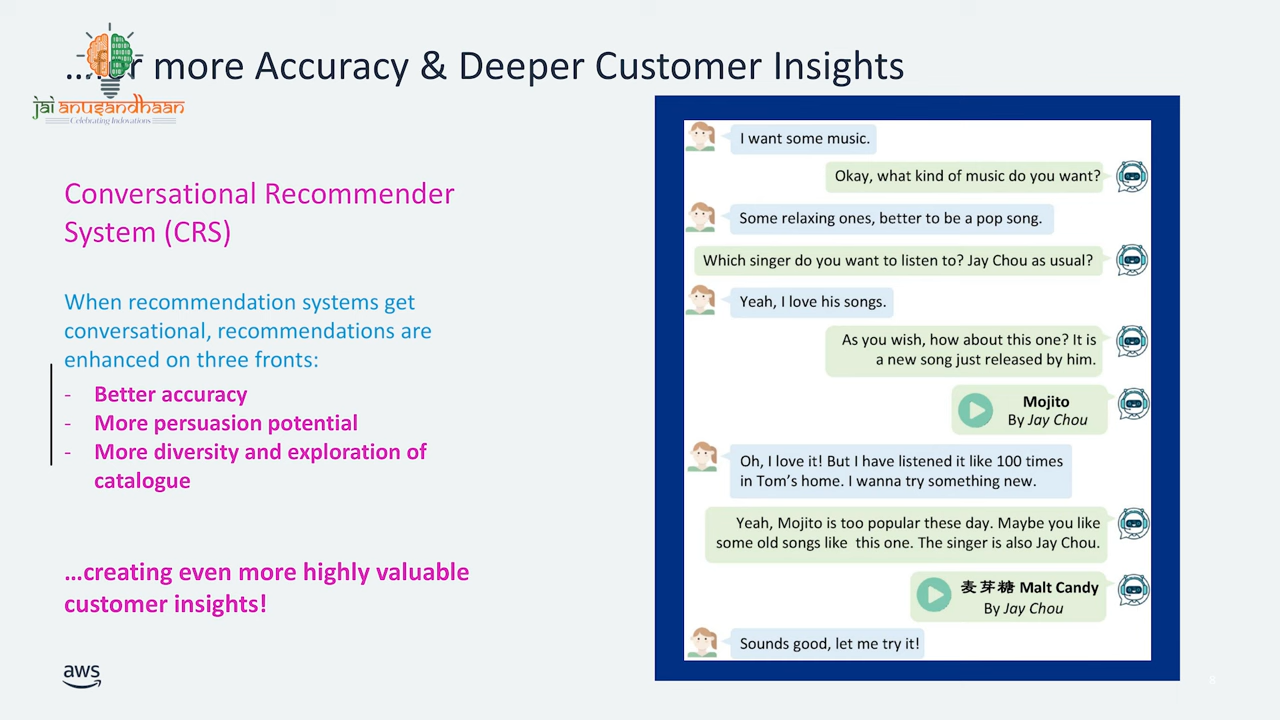 ...for more Accuracy & Deeper Customer Insights
jai anusandhaan
Celebrating Indovations
Conversational Recommender
System (CRS)
When recommendation systems get
conversational, recommendations are
enhanced on three fronts:
- Better accuracy
- More persuasion potential
- More diversity and exploration of
catalogue
...creating even more highly valuable
customer insights!
aws
I want some music.
Okay, what kind of music do you want?
Some relaxing ones, better to be a pop song.
Which singer do you want to listen to? Jay Chou as usual?
Yeah, I love his songs.
As you wish, how about this one? It is
a new song just released by him.
Mojito
By Jay Chou
Oh, I love it! But I have listened it like 100 times
in Tom's home. I wanna try something new.
Yeah, Mojito is too popular these day. Maybe you like
some old songs like this one. The singer is also Jay Chou.
麦芽糖 Malt Candy
By Jay Chou
Sounds good, let me try it!